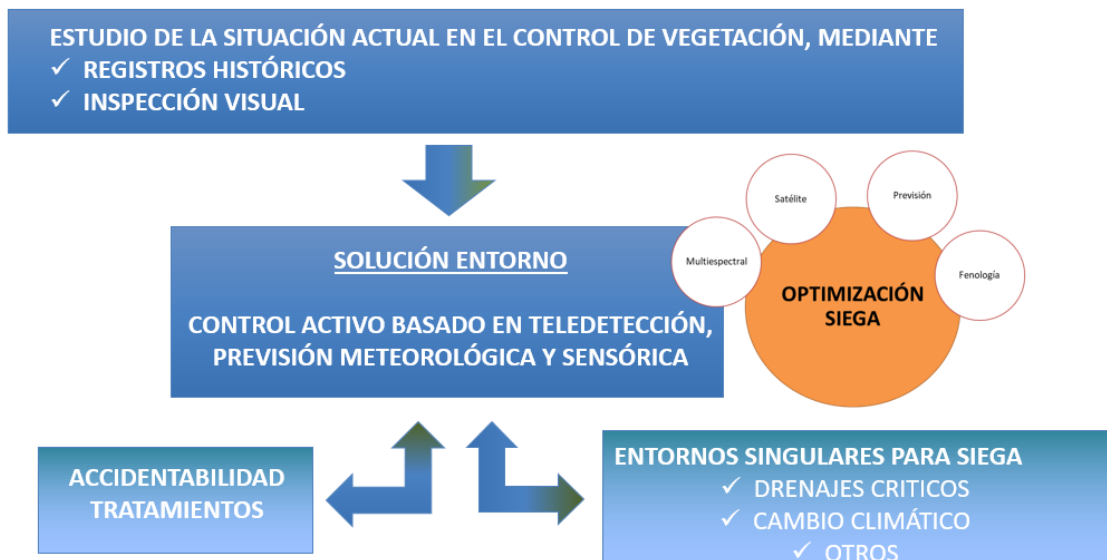 ESTUDIO DE LA SITUACIÓN ACTUAL EN EL CONTROL DE VEGETACIÓN, MEDIANTE
✓ REGISTROS HISTÓRICOS
✓ INSPECCIÓN VISUAL
SOLUCIÓN ENTORNO
CONTROL ACTIVO BASADO EN TELEDETECCIÓN,
PREVISIÓN METEOROLÓGICA Y SENSÓRICA
Multiespectral
Satélite
Previsión
Fenología
OPTIMIZACIÓN
SIEGA
ACCIDENTABILIDAD
TRATAMIENTOS
ENTORNOS SINGULARES PARA SIEGA
✓ DRENAJES CRITICOS
✓ CAMBIO CLIMÁTICO
✓ OTROS